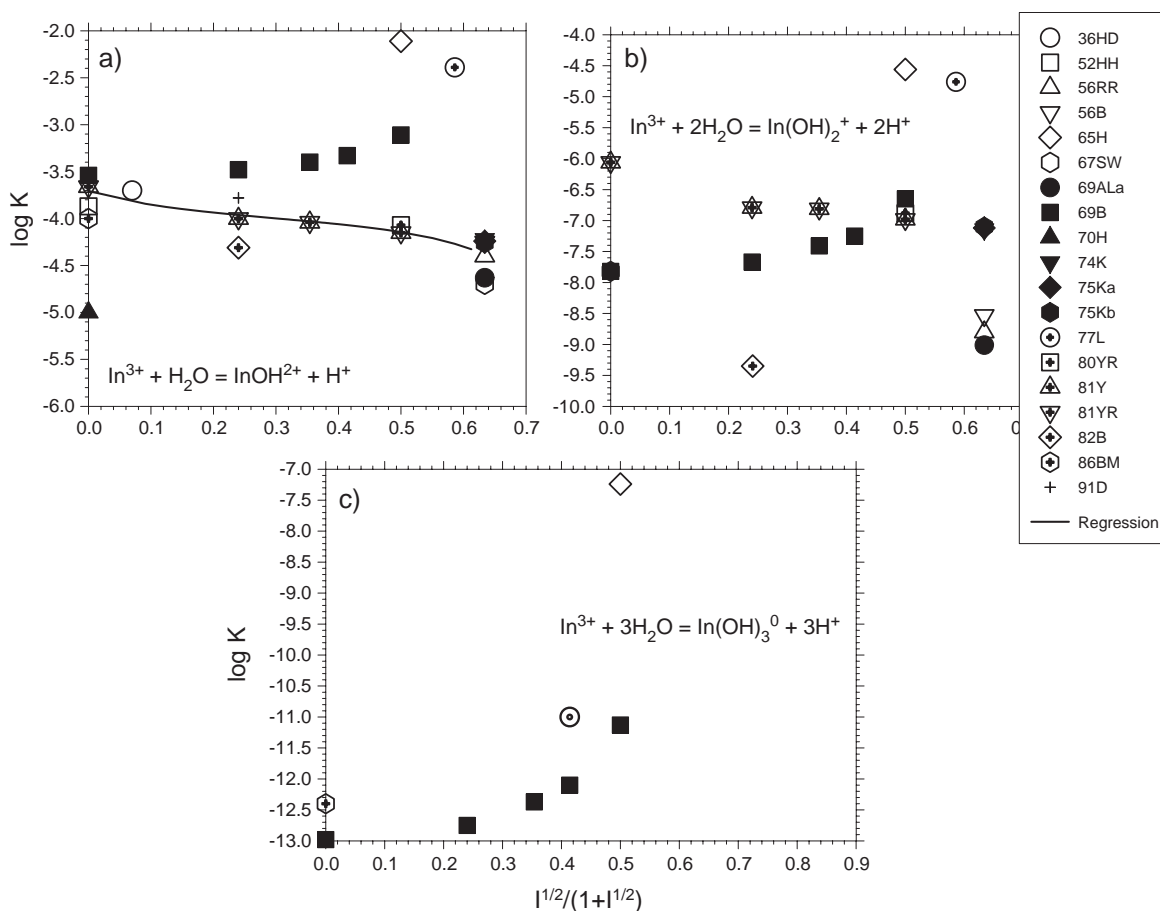 a)
log K
-2.0
-2.5
-3.0
-3.5
-4.0
-4.5
-5.0
-5.5
-6.0
In³⁺ + H₂O = InOH²⁺ + H⁺
0.0 0.1 0.2 0.3 0.4 0.5 0.6 0.7
b)
-4.0
-4.5
-5.0
-5.5
-6.0
-6.5
-7.0
-7.5
-8.0
-8.5
-9.0
-9.5
-10.0
In³⁺ + 2H₂O = In(OH)₂⁺ + 2H⁺
0.0 0.1 0.2 0.3 0.4 0.5 0.6
36HD
52HH
56RR
56B
65H
67SW
69ALa
69B
70H
74K
75Ka
75Kb
77L
80YR
81Y
81YR
82B
86BM
91D
Regression
c)
log K
-7.0
-7.5
-8.0
-8.5
-9.0
-9.5
-10.0
-10.5
-11.0
-11.5
-12.0
-12.5
-13.0
In³⁺ + 3H₂O = In(OH)₃⁰ + 3H⁺
0.0 0.1 0.2 0.3 0.4 0.5 0.6 0.7 0.8 0.9
I¹ᐟ²/(1+I¹ᐟ²)